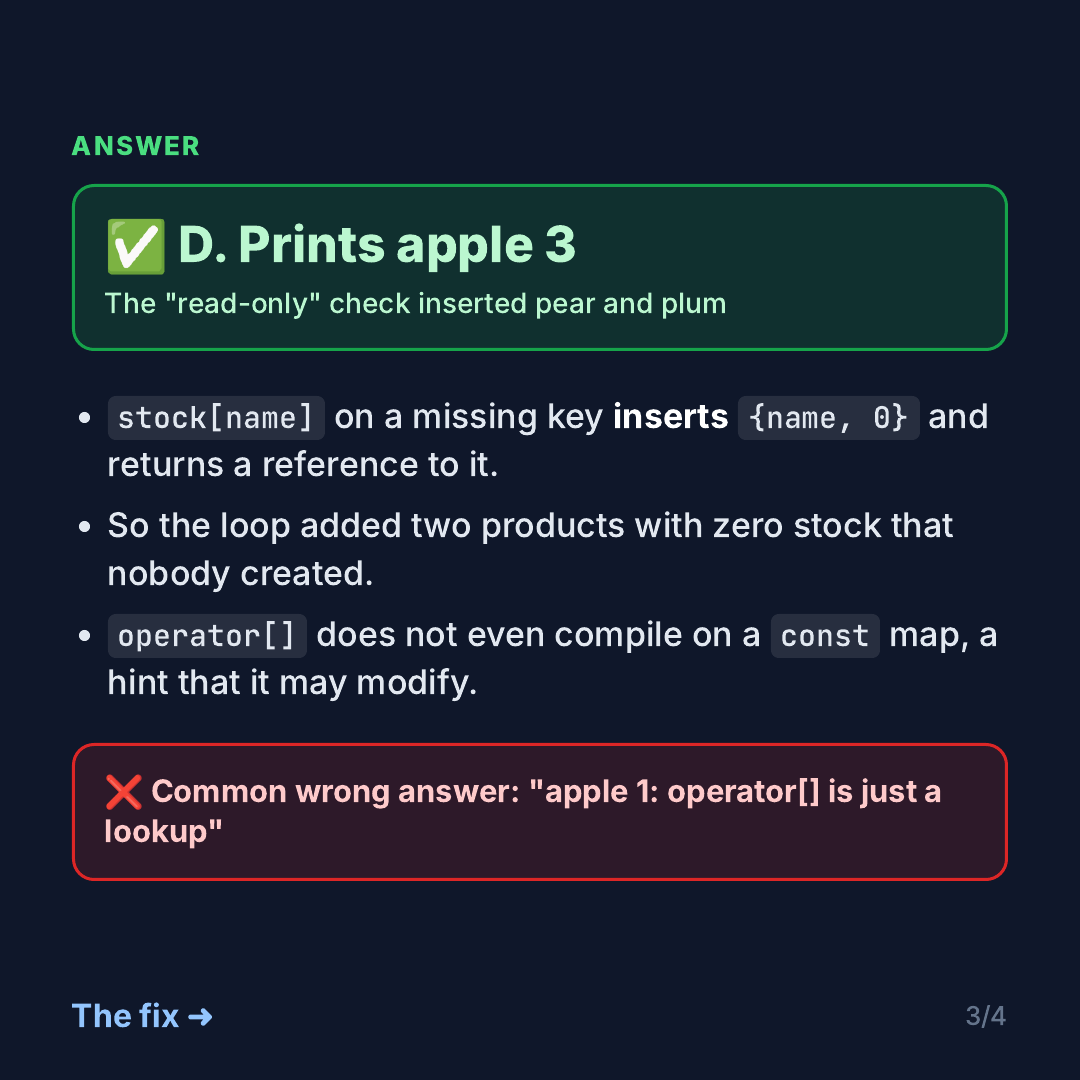 ANSWER
✅ D. Prints apple 3
The "read-only" check inserted pear and plum
• stock[name] on a missing key inserts {name, 0} and
returns a reference to it.
• So the loop added two products with zero stock that
nobody created.
• operator[] does not even compile on a const map, a
hint that it may modify.
❌ Common wrong answer: "apple 1: operator[] is just a
lookup"
The fix ➜
3/4